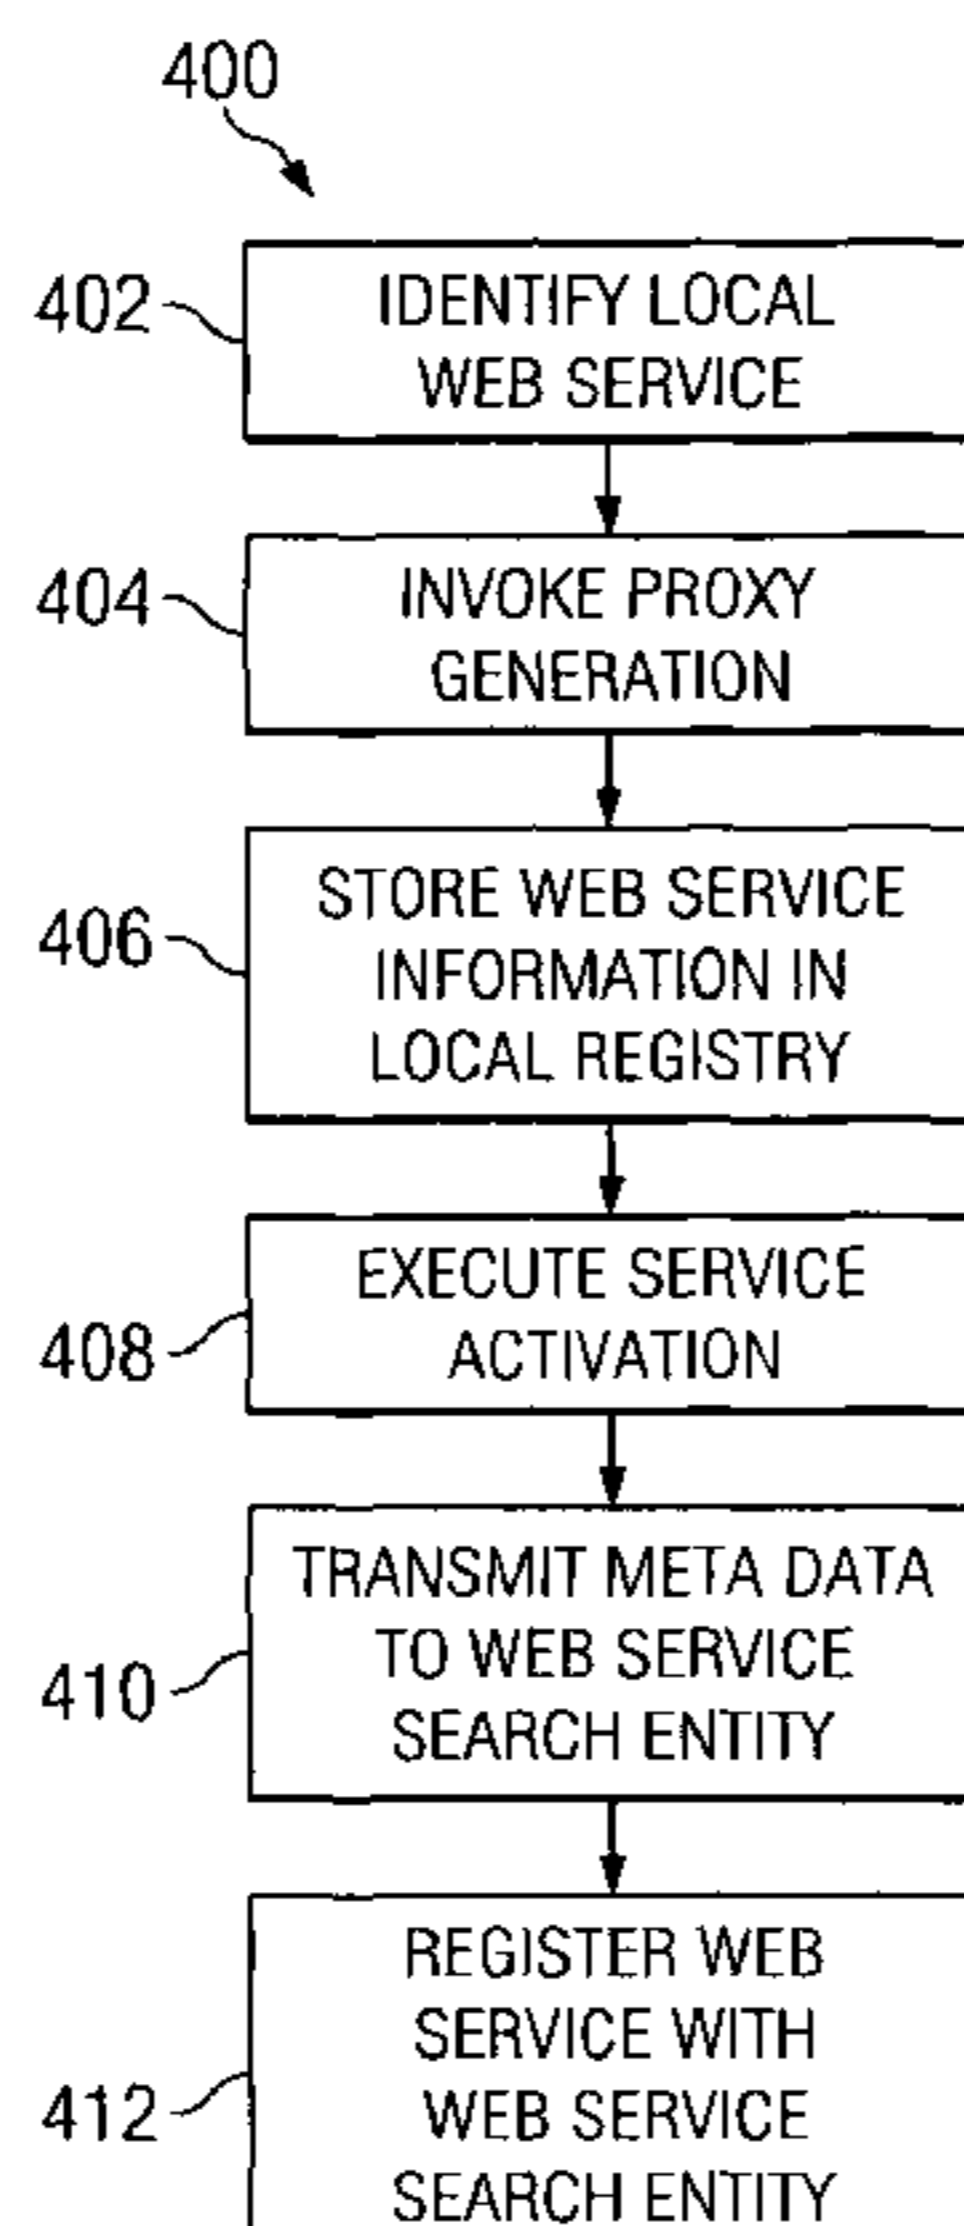 400
402
IDENTIFY LOCAL
WEB SERVICE
404
INVOKE PROXY
GENERATION
406
STORE WEB SERVICE
INFORMATION IN
LOCAL REGISTRY
408
EXECUTE SERVICE
ACTIVATION
410
TRANSMIT META DATA
TO WEB SERVICE
SEARCH ENTITY
412
REGISTER WEB
SERVICE WITH
WEB SERVICE
SEARCH ENTITY